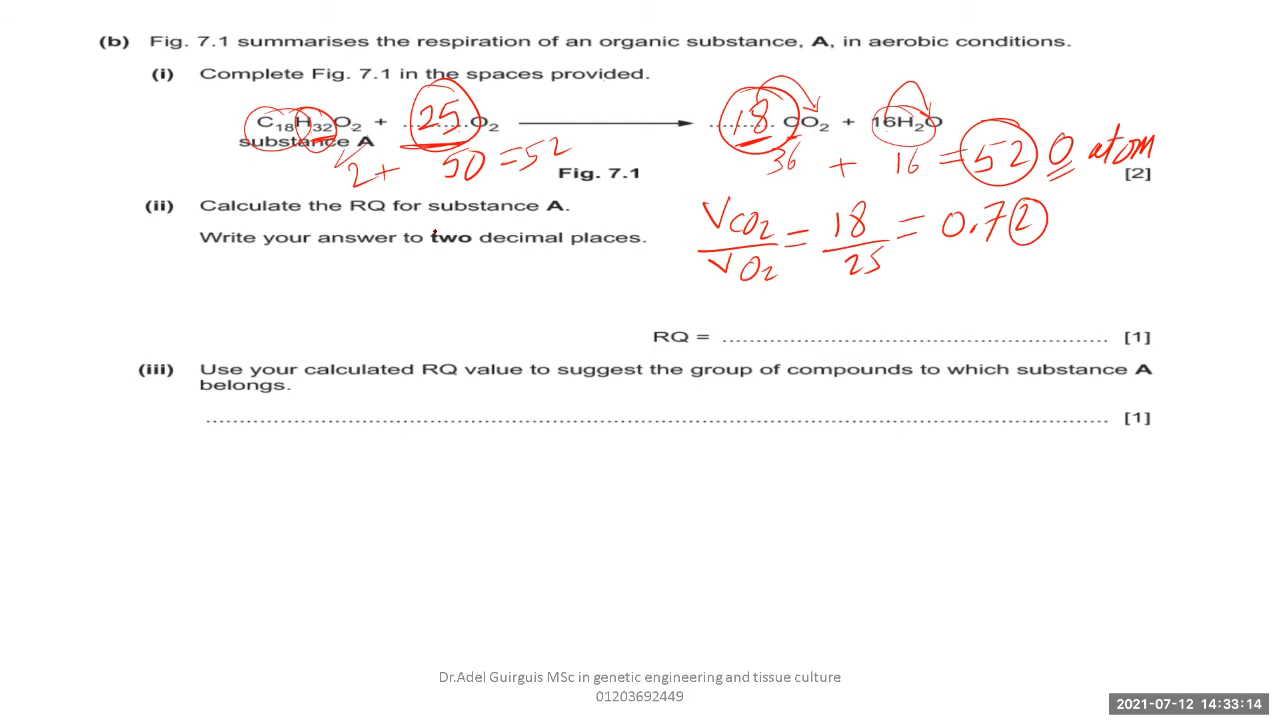 (b) Fig. 7.1 summarises the respiration of an organic substance, A, in aerobic conditions.
(i) Complete Fig. 7.1 in the spaces provided.
C₁₈H₃₂O₂ + ....25....O₂ ⟶ ....18.... CO₂ + 16H₂O
substance A
2 + 50 = 52
36 + 16 = 52 O atom
Fig. 7.1
[2]
(ii) Calculate the RQ for substance A.
Write your answer to two decimal places.
VCO₂ / VO₂ = 18 / 25 = 0.72
RQ = ........................................................ [1]
(iii) Use your calculated RQ value to suggest the group of compounds to which substance A
belongs.
........................................................................................................................ [1]
Dr.Adel Guirguis MSc in genetic engineering and tissue culture
01203692449
2021-07-12 14:33:14